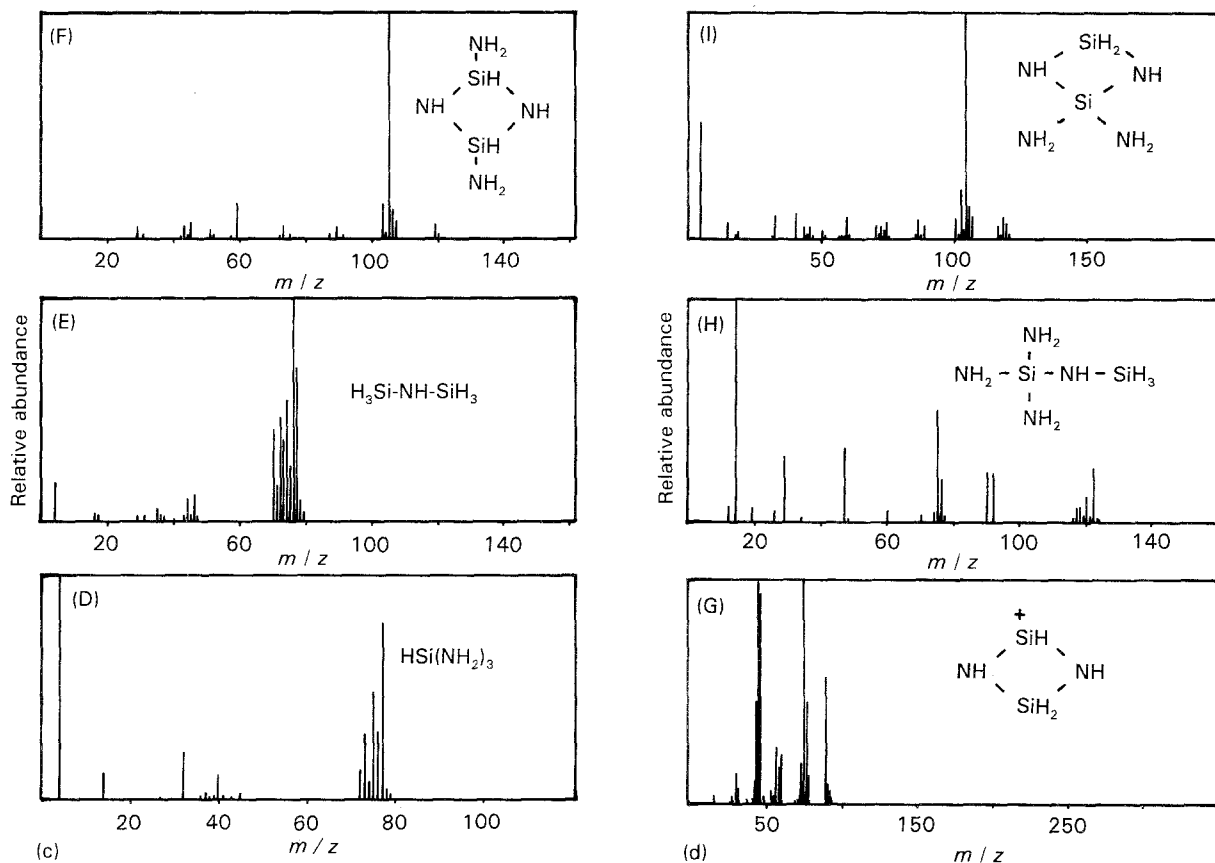 (F)
NH2
SiH
NH NH
SiH
NH2
20 60 100 140
m / z
(E)
H3Si-NH-SiH3
Relative abundance
20 60 100 140
m / z
(D)
HSi(NH2)3
20 40 60 80 100
m / z
(c)
(I)
SiH2
NH NH
Si
NH2 NH2
50 100 150
m / z
(H)
NH2
NH2 - Si - NH - SiH3
NH2
Relative abundance
20 60 100 140
m / z
(G)
+
SiH
NH NH
SiH2
50 150 250
m / z
(d)